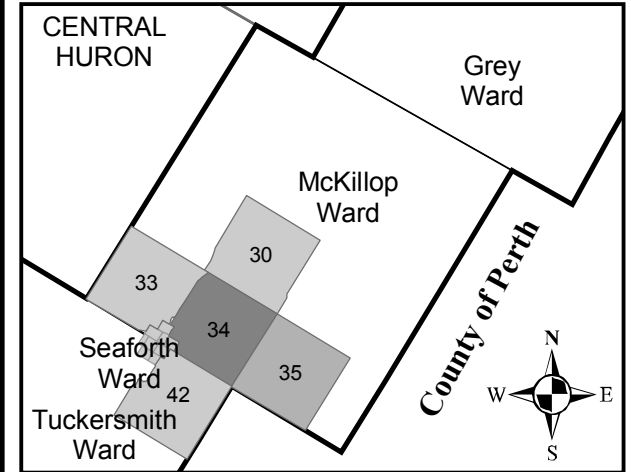 CENTRAL
HURON
Grey
Ward
McKillop
Ward
30
33
34
35
42
Seaforth
Ward
Tuckersmith
Ward
County of Perth
N
W
E
S